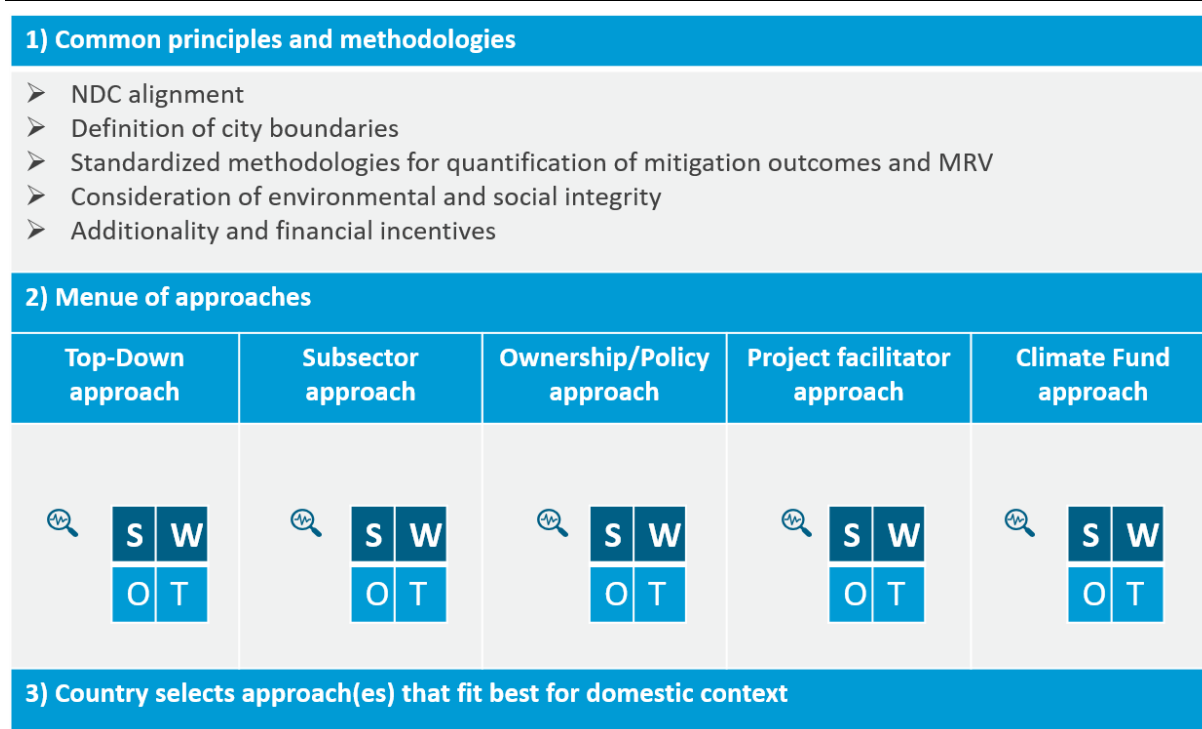 1) Common principles and methodologies
➢ NDC alignment
➢ Definition of city boundaries
➢ Standardized methodologies for quantification of mitigation outcomes and MRV
➢ Consideration of environmental and social integrity
➢ Additionality and financial incentives
2) Menue of approaches
Top-Down
approach
Subsector
approach
Ownership/Policy
approach
Project facilitator
approach
Climate Fund
approach
S W
O T
S W
O T
S W
O T
S W
O T
S W
O T
3) Country selects approach(es) that fit best for domestic context